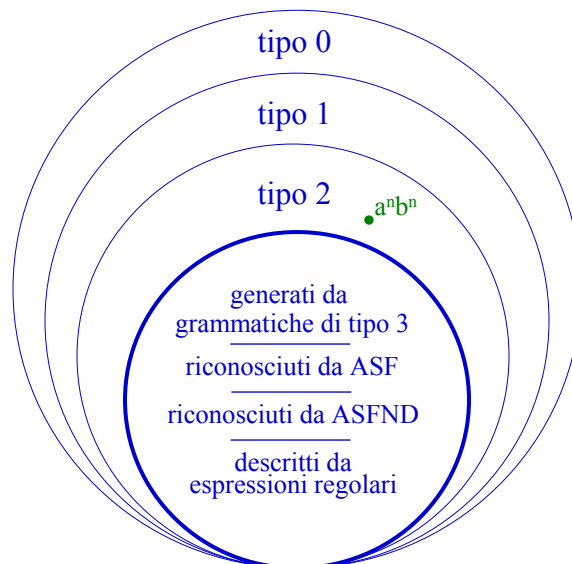 tipo 0
tipo 1
tipo 2
aⁿbⁿ
generati da
grammatiche di tipo 3
riconosciuti da ASF
riconosciuti da ASFND
descritti da
espressioni regolari